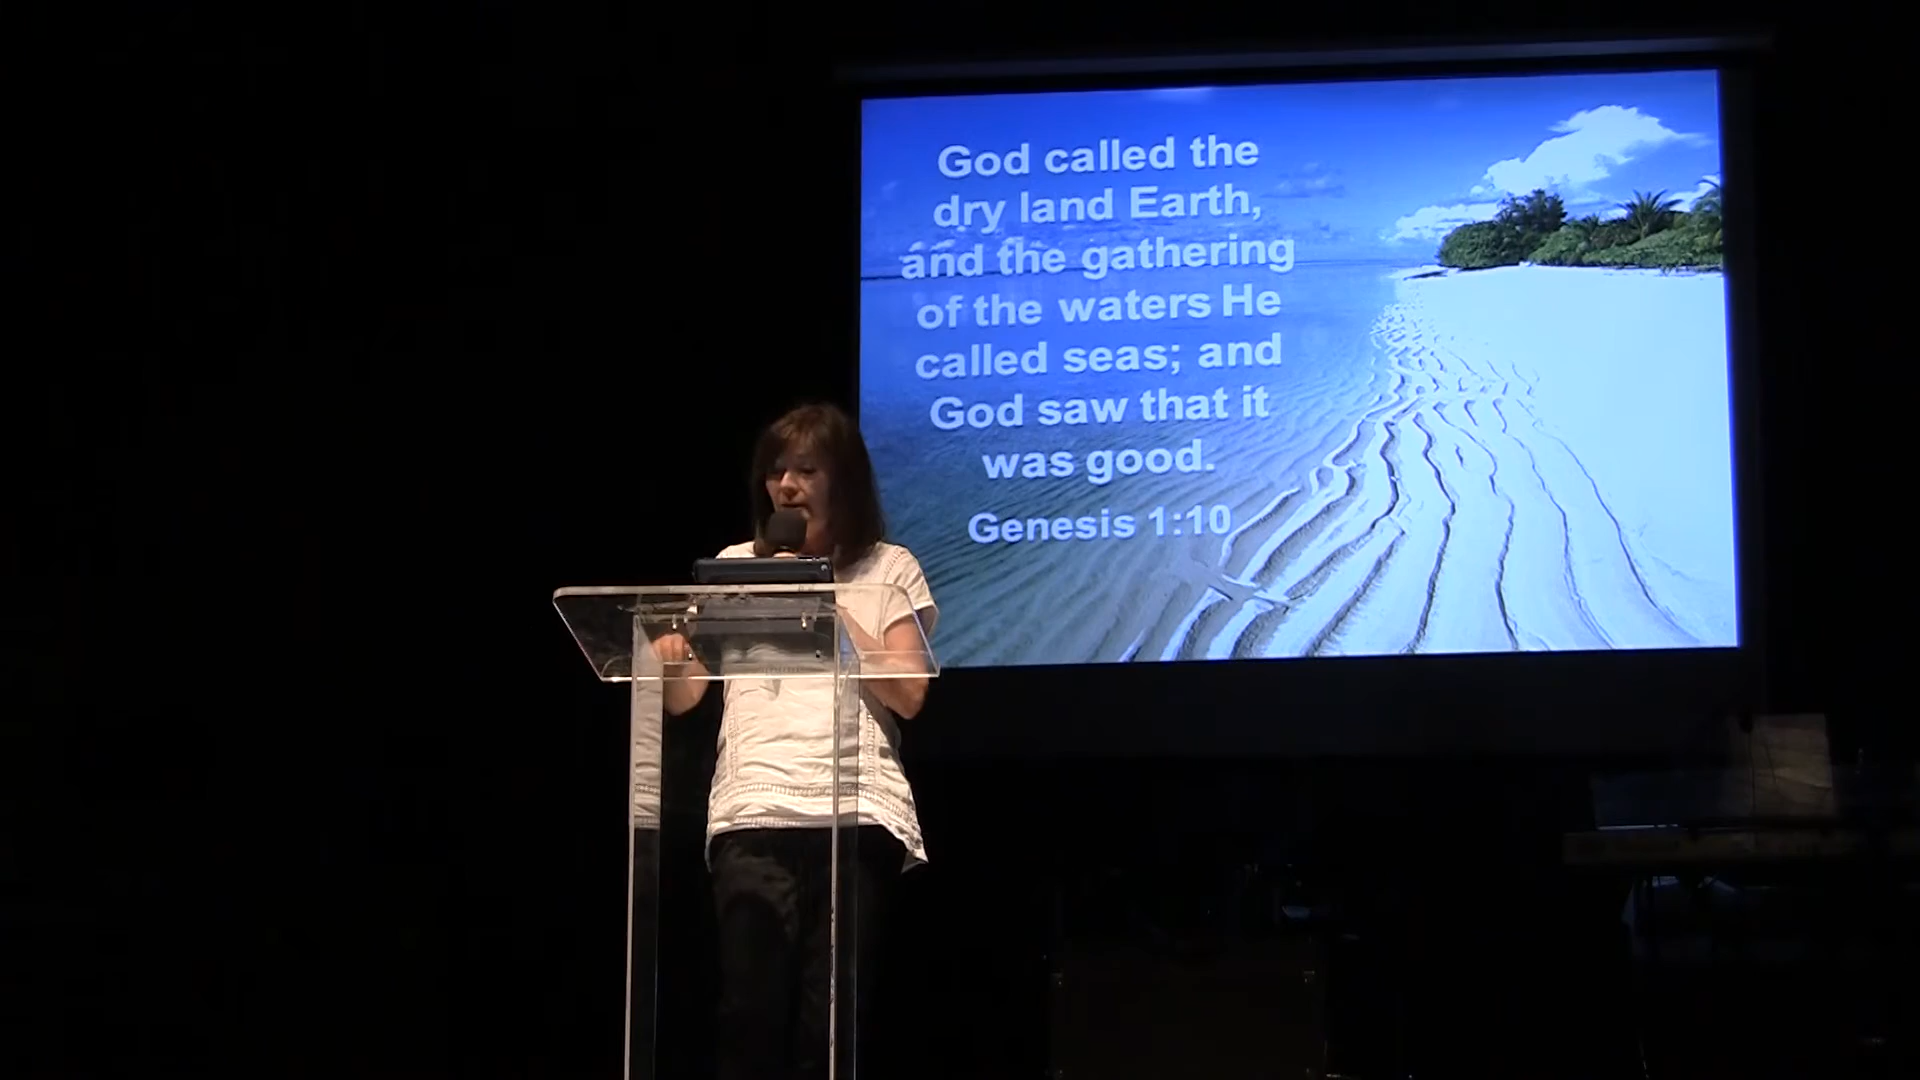 God called the
dry land Earth,
and the gathering
of the waters He
called seas; and
God saw that it
was good.
Genesis 1:10